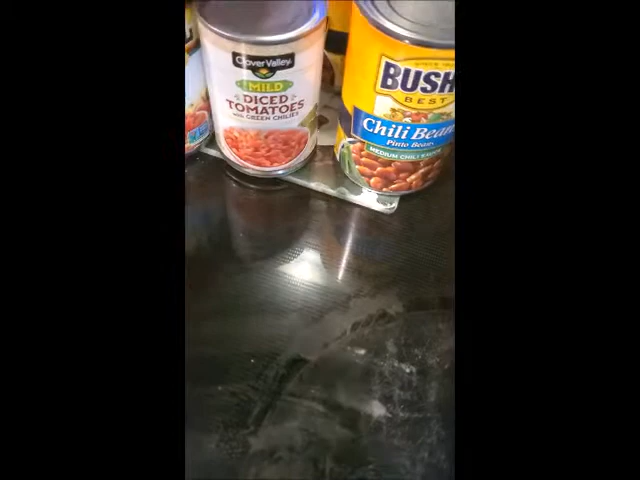 Clover Valley
MILD
DICED
TOMATOES
with GREEN CHILIES
BUSH
BEST
Chili Beans
Pinto Beans
MEDIUM CHILI SAUCE